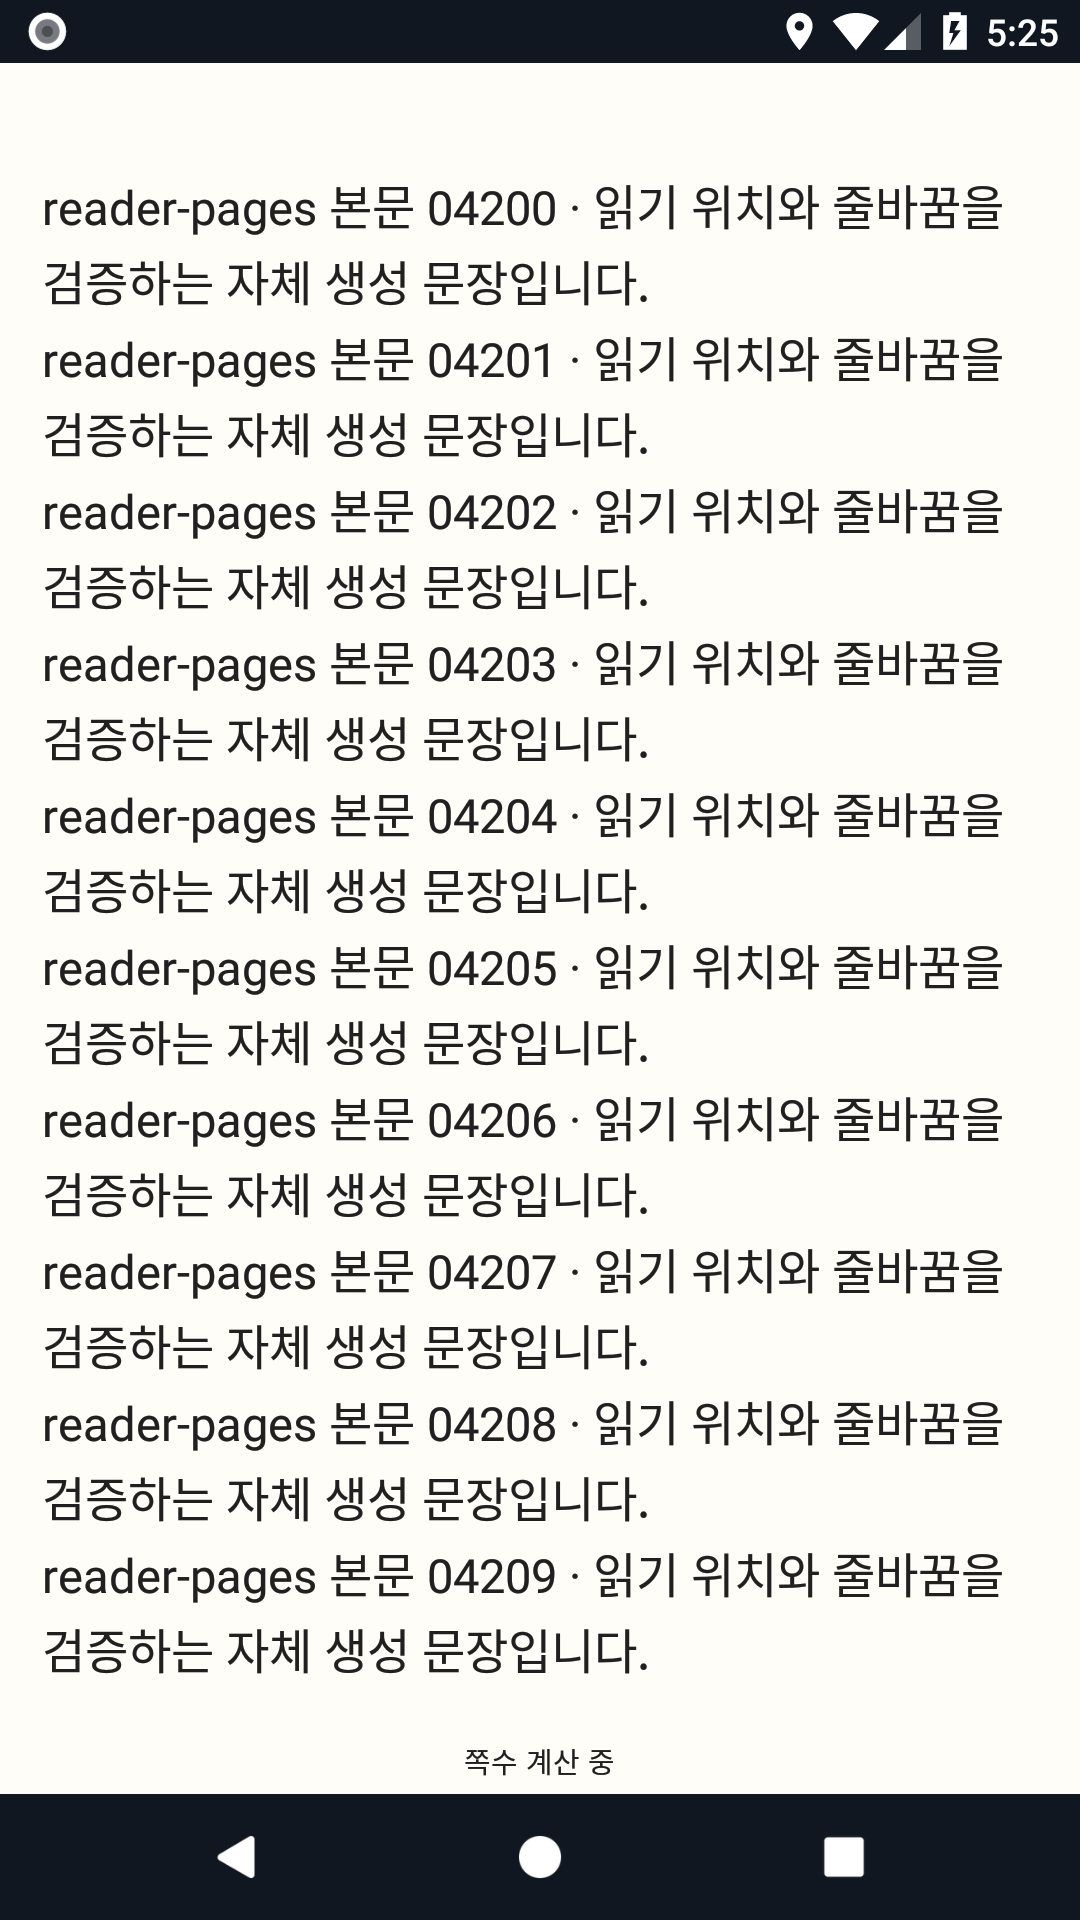 5:25
reader-pages 본문 04200 · 읽기 위치와 줄바꿈을
검증하는 자체 생성 문장입니다.
reader-pages 본문 04201 · 읽기 위치와 줄바꿈을
검증하는 자체 생성 문장입니다.
reader-pages 본문 04202 · 읽기 위치와 줄바꿈을
검증하는 자체 생성 문장입니다.
reader-pages 본문 04203 · 읽기 위치와 줄바꿈을
검증하는 자체 생성 문장입니다.
reader-pages 본문 04204 · 읽기 위치와 줄바꿈을
검증하는 자체 생성 문장입니다.
reader-pages 본문 04205 · 읽기 위치와 줄바꿈을
검증하는 자체 생성 문장입니다.
reader-pages 본문 04206 · 읽기 위치와 줄바꿈을
검증하는 자체 생성 문장입니다.
reader-pages 본문 04207 · 읽기 위치와 줄바꿈을
검증하는 자체 생성 문장입니다.
reader-pages 본문 04208 · 읽기 위치와 줄바꿈을
검증하는 자체 생성 문장입니다.
reader-pages 본문 04209 · 읽기 위치와 줄바꿈을
검증하는 자체 생성 문장입니다.
쪽수 계산 중